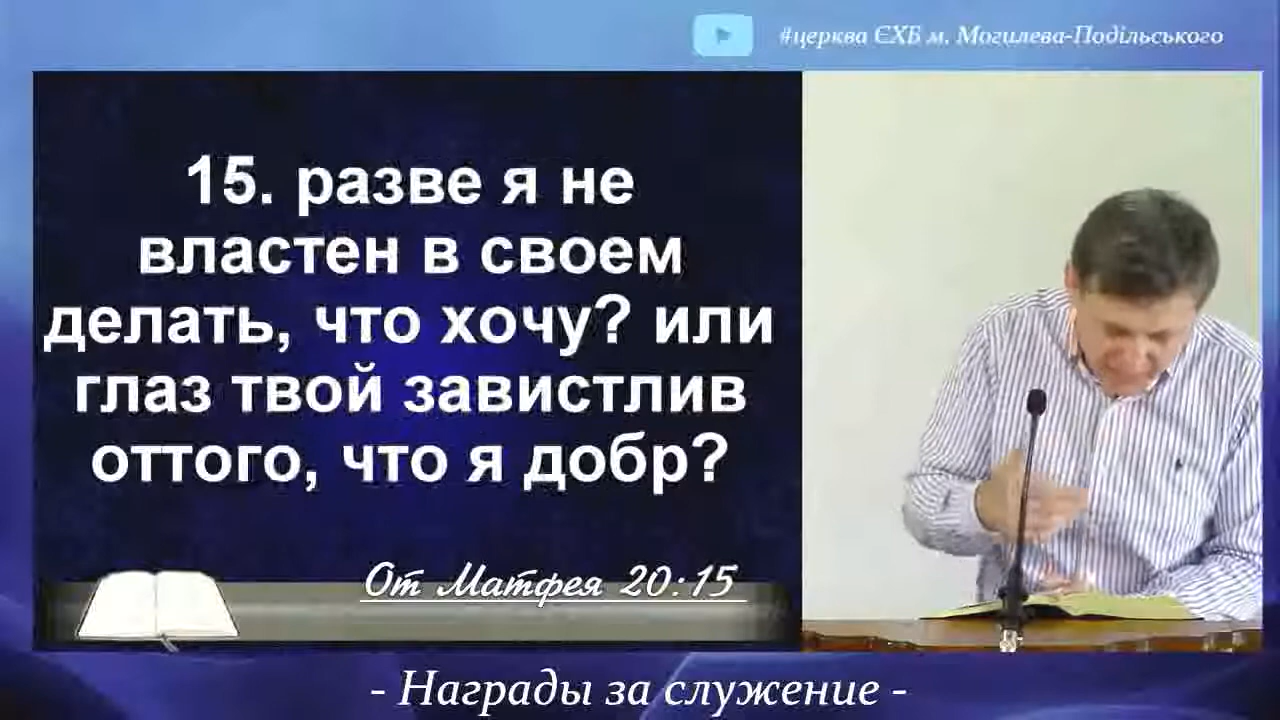 #церква ЄХБ м. Могилева-Подільського
15. разве я не
властен в своем
делать, что хочу? или
глаз твой завистлив
оттого, что я добр?
От Матфея 20:15
- Награды за служение -